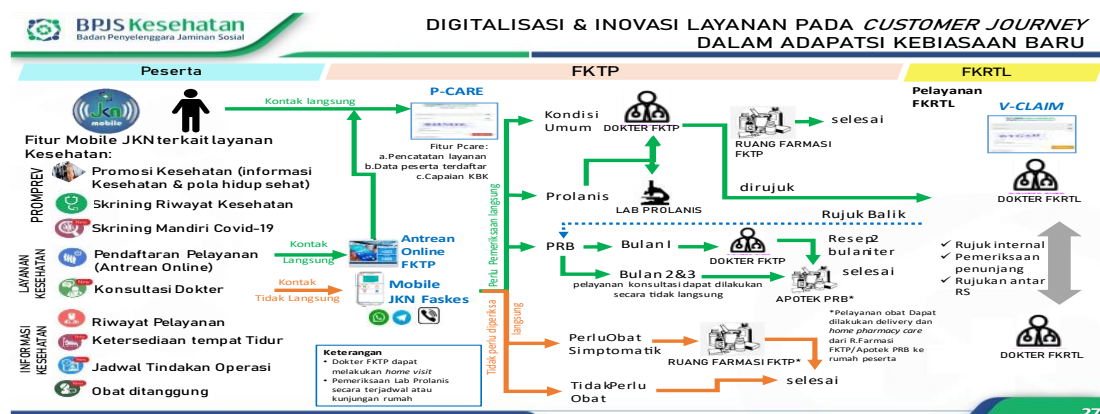 BPJS Kesehatan
Badan Penyelenggara Jaminan Sosial
DIGITALISASI & INOVASI LAYANAN PADA CUSTOMER JOURNEY
DALAM ADAPATSI KEBIASAAN BARU
Peserta
FKTP
FKRTL
Jkn
mobile
Kontak langsung
P-CARE
Fitur Pcare:
a.Pencatatan layanan
b.Data peserta terdaftar
c.Capaian KBK
Fitur Mobile JKN terkait layanan
Kesehatan:
PROMPREV
Promosi Kesehatan (informasi
Kesehatan & pola hidup sehat)
Skrining Riwayat Kesehatan
Skrining Mandiri Covid-19
LAYANAN
KESEHATAN
Pendaftaran Pelayanan
(Antrean Online)
Konsultasi Dokter
INFORMASI
KESEHATAN
Riwayat Pelayanan
Ketersediaan tempat Tidur
Jadwal Tindakan Operasi
Obat ditanggung
Kontak
Langsung
Antrean
Online
FKTP
Kontak
Tidak Langsung
Mobile
JKN Faskes
Keterangan
• Dokter FKTP dapat
melakukan home visit
• Pemeriksaan Lab Prolanis
secara terjadwal atau
kunjungan rumah
Perlu Pemeriksaan langsung
Tidak perlu diperiksa
langsung
Kondisi
Umum
DOKTER FKTP
RUANG FARMASI
FKTP
selesai
Prolanis
LAB PROLANIS
dirujuk
Rujuk Balik
PRB
Bulan I
DOKTER FKTP
Resep2
bulaniter
selesai
Bulan 2&3
pelayanan konsultasi dapat dilakukan
secara tidak langsung
APOTEK PRB*
*Pelayanan obat Dapat
dilakukan delivery dan
home pharmacy care
dari R.Farmasi
FKTP/Apotek PRB ke
rumah peserta
PerluObat
Simptomatik
RUANG FARMASI FKTP*
TidakPerlu
Obat
selesai
Pelayanan
FKRTL
V-CLAIM
DOKTER FKRTL
✓ Rujuk internal
✓ Pemeriksaan
penunjang
✓ Rujukan antar
RS
DOKTER FKRTL
27